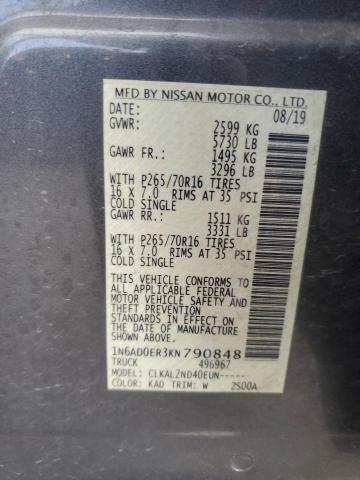 MFD BY NISSAN MOTOR CO., LTD.
DATE: 08/19
GVWR: 2599 KG
5730 LB
GAWR FR.: 1495 KG
3296 LB
WITH P265/70R16 TIRES
16 X 7.0 RIMS AT 35 PSI
COLD SINGLE
GAWR RR.: 1511 KG
3331 LB
WITH P265/70R16 TIRES
16 X 7.0 RIMS AT 35 PSI
COLD SINGLE
THIS VEHICLE CONFORMS TO
ALL APPLICABLE FEDERAL
MOTOR VEHICLE SAFETY AND
THEFT PREVENTION
STANDARDS IN EFFECT ON
THE DATE OF MANUFACTURE
SHOWN ABOVE
1N6AD0ER3KN790848
TRUCK 496967
MODEL: CLKAL2ND40EUN-----
COLOR: KAD TRIM: W 2S00A